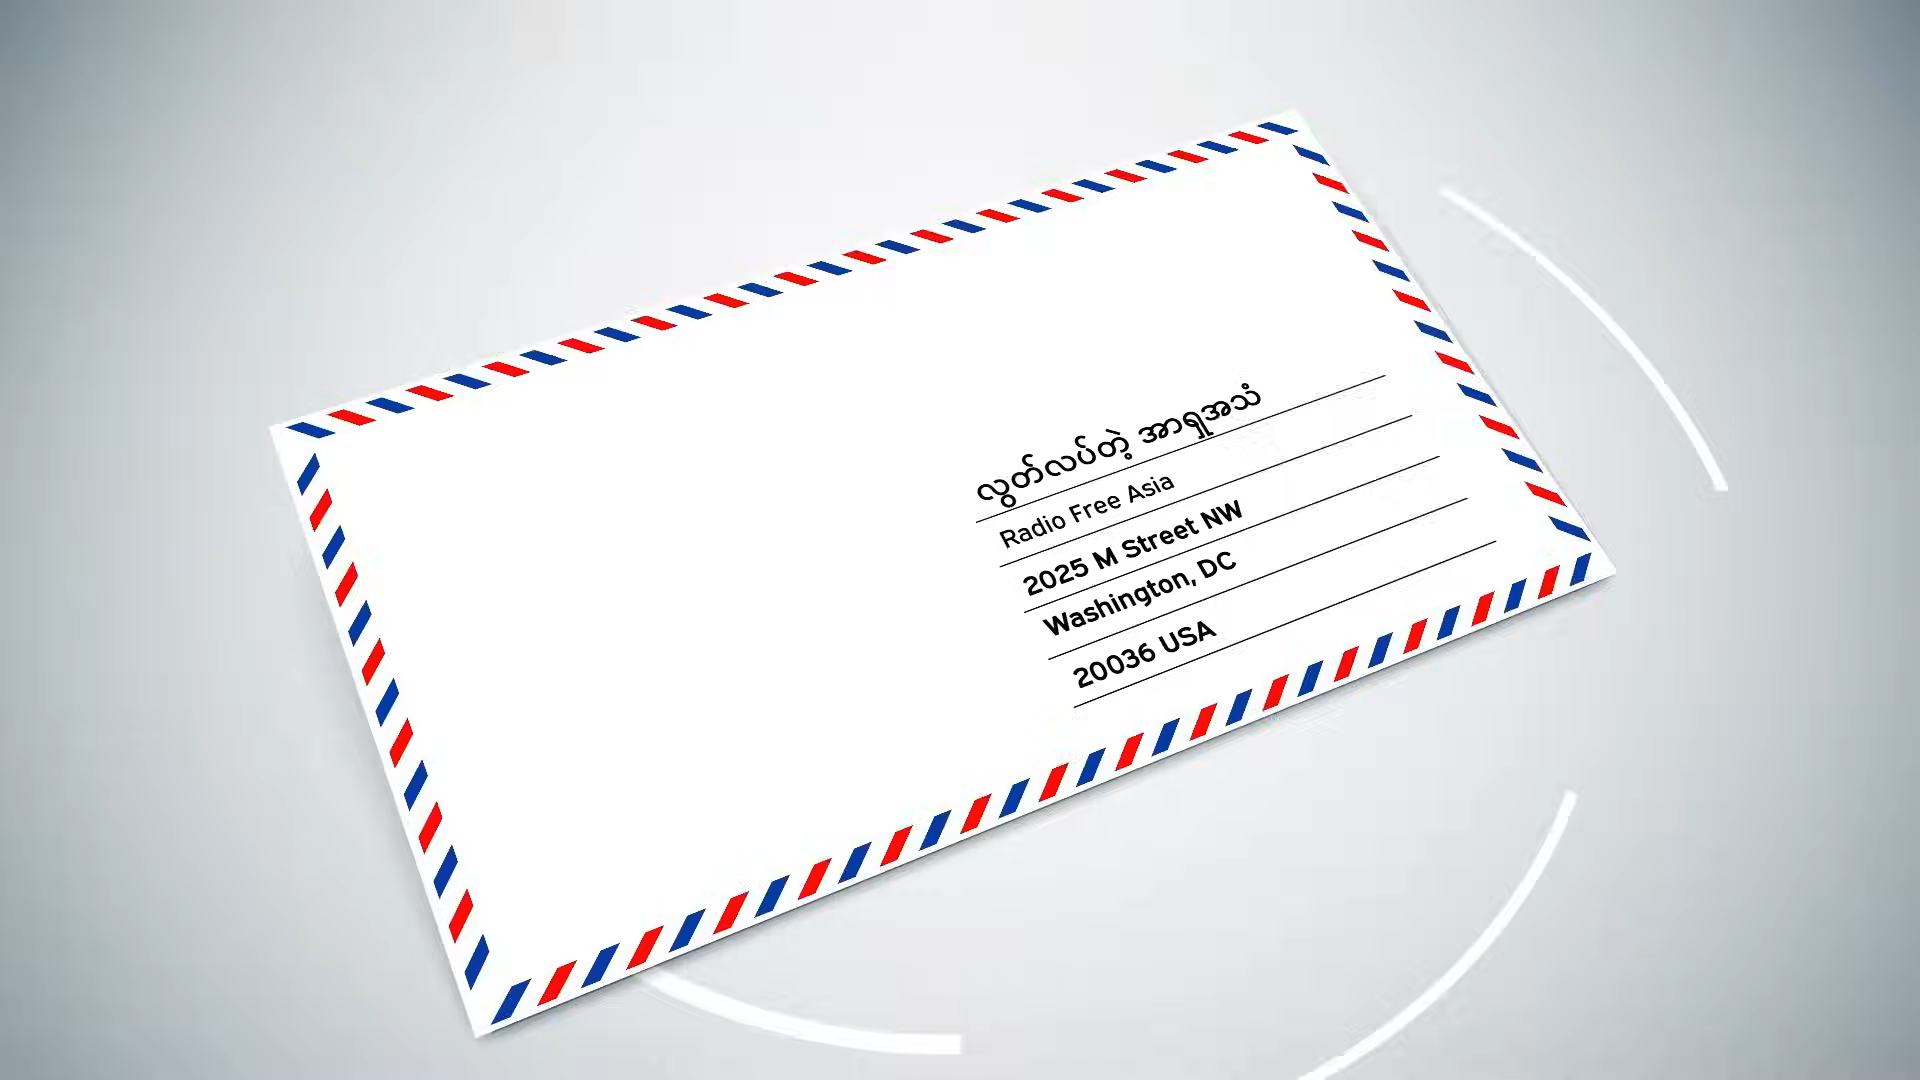 လွတ်လပ်တဲ့ အာရှအသံ
Radio Free Asia
2025 M Street NW
Washington, DC
20036 USA